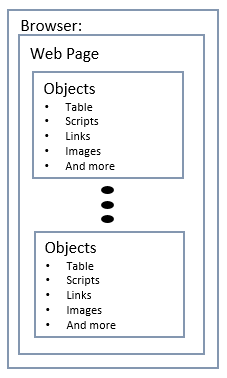 Browser:
Web Page
Objects
• Table
• Scripts
• Links
• Images
• And more
Objects
• Table
• Scripts
• Links
• Images
• And more